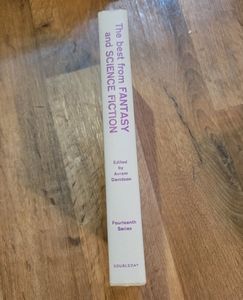 The best from FANTASY
and SCIENCE FICTION
Edited
by
Avram
Davidson
Fourteenth
Series
DOUBLEDAY